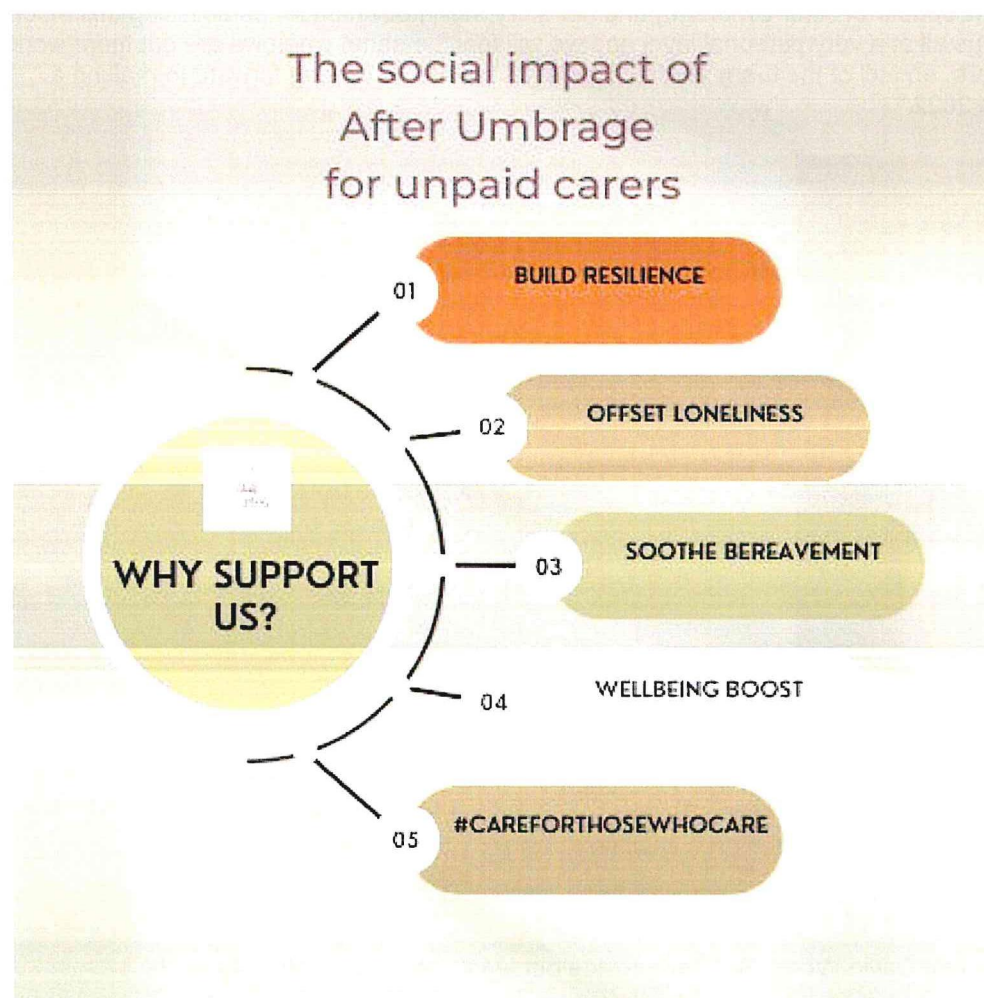 The social impact of
After Umbrage
for unpaid carers
01
BUILD RESILIENCE
02
OFFSET LONELINESS
WHY SUPPORT
US?
03
SOOTHE BEREAVEMENT
04
WELLBEING BOOST
05
#CAREFORTHOSEWHOCARE